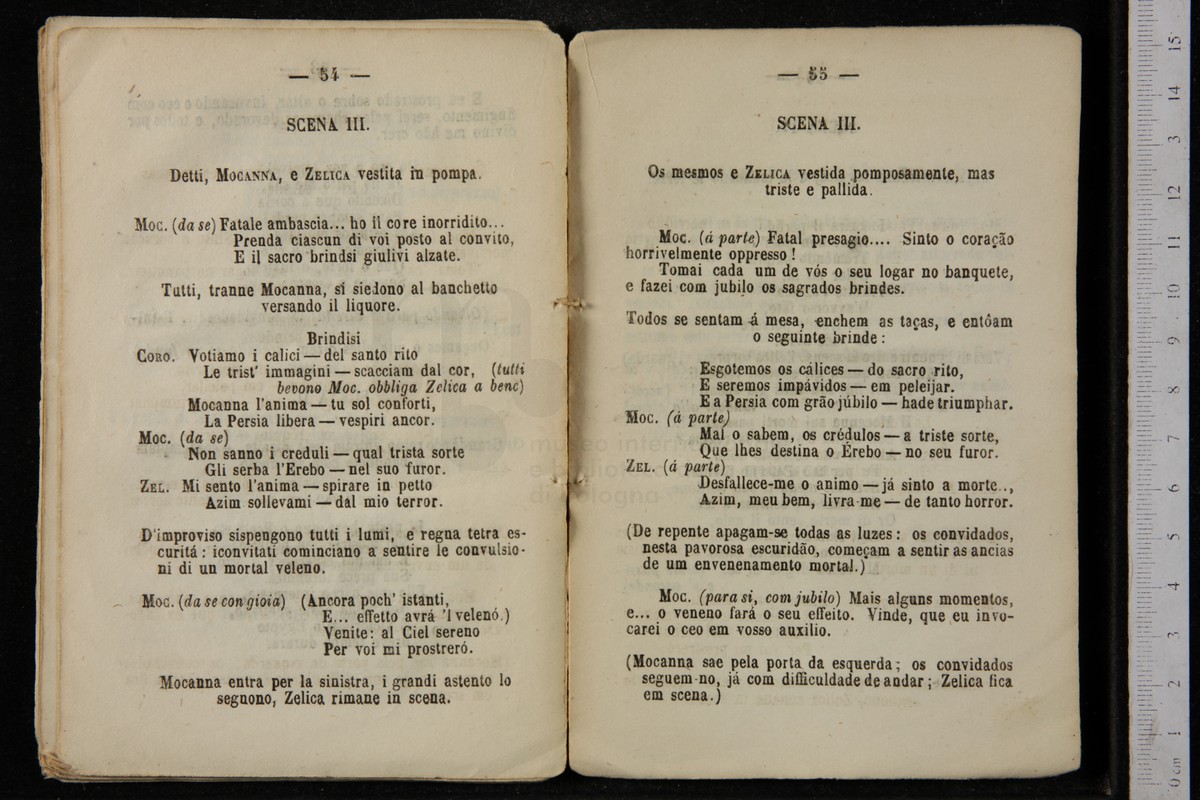 — 54 —
SCENA III.
Detti, MOCANNA, e ZELICA vestita in pompa.
Moc. (da se) Fatale ambascia... ho il core inorridito...
Prenda ciascun di voi posto al convito,
E il sacro brindsi giulivi alzate.
Tutti, tranne Mocanna, si siedono al banchetto
versando il liquore.
Brindisi
CORO. Votiamo i calici — del santo rito
Le trist' immagini — scacciam dal cor, (tutti
bevono Moc. obbliga Zelica a bene)
Mocanna l'anima — tu sol conforti,
La Persia libera — vespiri ancor.
Moc. (da se)
Non sanno i creduli — qual trista sorte
Gli serba l'Erebo — nel suo furor.
ZEL. Mi sento l'anima — spirare in petto
Azim sollevami — dal mio terror.
D'improviso sispengono tutti i lumi, e regna tetra es-
curitá: iconvitati cominciano a sentire le convulsio-
ni di un mortal veleno.
Moc. (da se con gioia) (Ancora poch' istanti,
E... effetto avrá 'l velenó.)
Venite: al Ciel sereno
Per voi mi prostreró.
Mocanna entra per la sinistra, i grandi astento lo
segnono, Zelica rimane in scena.
— 55 —
SCENA III.
Os mesmos e ZELICA vestida pomposamente, mas
triste e pallida.
Moc. (á parte) Fatal presagio.... Sinto o coração
horrivelmente oppresso!
Tomai cada um de vós o seu logar no banquete,
e fazei com jubilo os sagrados brindes.
Todos se sentam á mesa, enchem as taças, e entôam
o seguinte brinde:
Esgotemos os cálices — do sacro rito,
E seremos impávidos — em peleijar.
E a Persia com grão júbilo — hade triumphar.
Moc. (á parte)
Mal o sabem, os crédulos — a triste sorte,
Que lhes destina o Érebo — no seu furor.
ZEL. (á parte)
Desfallece-me o animo — já sinto a morte..,
Azim, meu bem, livra-me — de tanto horror.
(De repente apagam-se todas as luzes: os convidados,
nesta pavorosa escuridão, começam a sentir as ancias
de um envenenamento mortal.)
Moc. (para si, com jubilo) Mais alguns momentos,
e... o veneno fará o seu effeito. Vinde, que eu invo-
carei o ceo em vosso auxilio.
(Mocanna sae pela porta da esquerda; os convidados
seguem-no, já com difficuldade de andar; Zelica fica
em scena.)